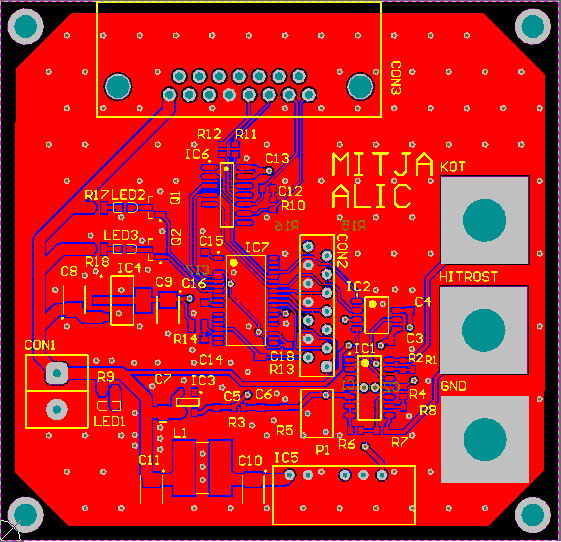 CON3
R12 R11
IC6
C13
MITJA
ALIC
KOT
R17 LED2
Q1
C12
R10
R16
R15
LED3
Q2
C15
IC7
CON2
R18
IC4
C8
C9
C16
IC2
C4
HITROST
R14
C3
CON1
C14
C18
R13
IC1
R2 R1
R9
C7
IC3
C5 C6
R4
GND
LED1
R3
R5
R8
L1
P1
R6
R7
C11
C10
IC5